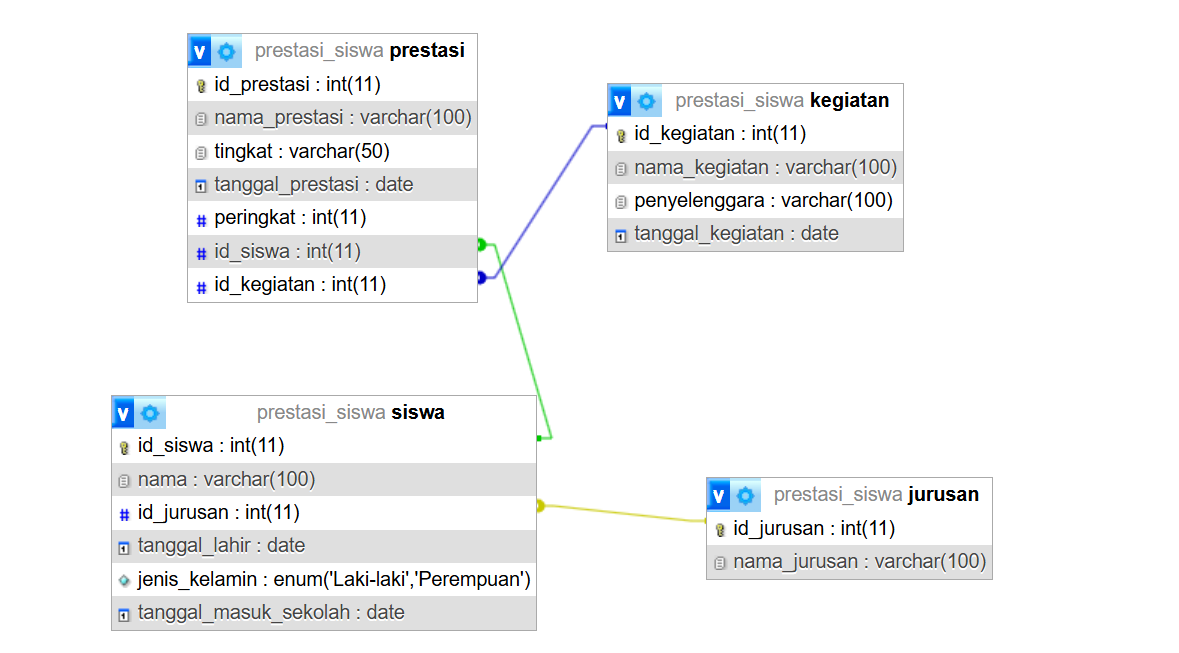 prestasi_siswa prestasi
id_prestasi : int(11)
nama_prestasi : varchar(100)
tingkat : varchar(50)
tanggal_prestasi : date
# peringkat : int(11)
# id_siswa : int(11)
# id_kegiatan : int(11)
v prestasi_siswa kegiatan
id_kegiatan : int(11)
nama_kegiatan : varchar(100)
penyelenggara : varchar(100)
tanggal_kegiatan : date
v prestasi_siswa siswa
id_siswa : int(11)
nama : varchar(100)
# id_jurusan : int(11)
tanggal_lahir : date
jenis_kelamin : enum('Laki-laki','Perempuan')
tanggal_masuk_sekolah : date
v prestasi_siswa jurusan
id_jurusan : int(11)
nama_jurusan : varchar(100)